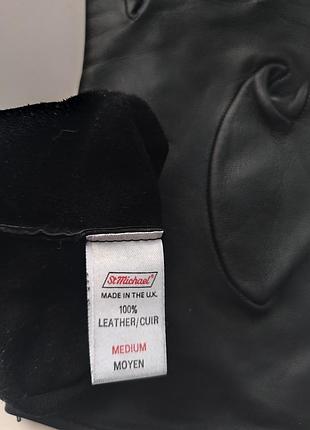 St Michael®
MADE IN THE U.K.
100%
LEATHER/CUIR
MEDIUM
MOYEN